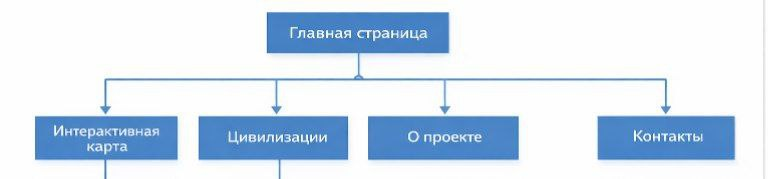 Главная страница
Интерактивная
карта
Цивилизации
О проекте
Контакты